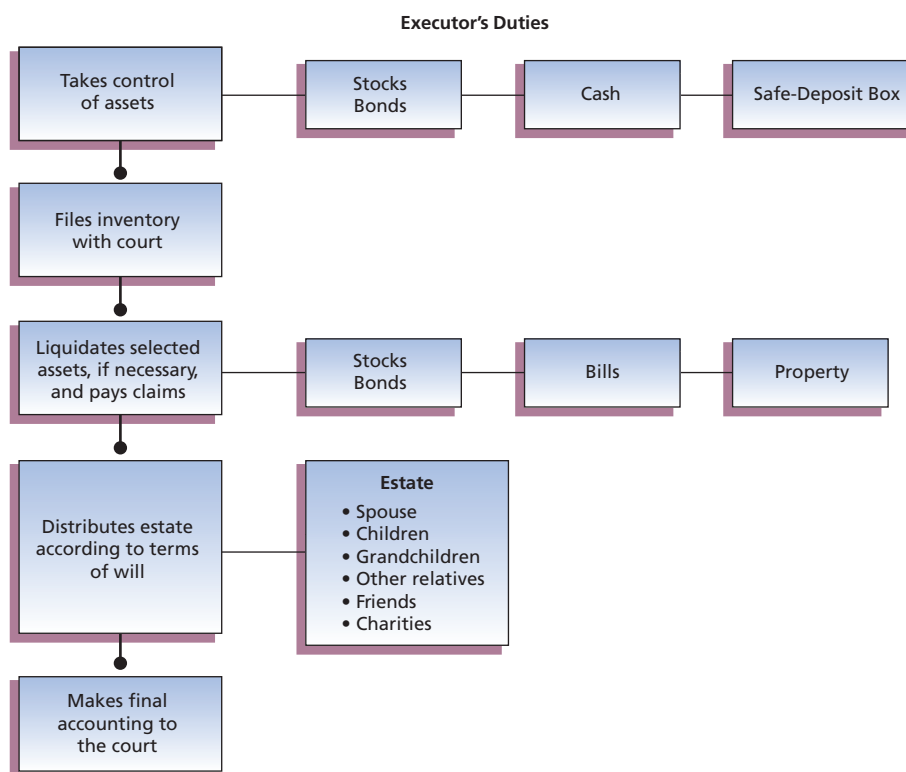 Executor's Duties
Takes control
of assets
Stocks
Bonds
Cash
Safe-Deposit Box
Files inventory
with court
Liquidates selected
assets, if necessary,
and pays claims
Stocks
Bonds
Bills
Property
Distributes estate
according to terms
of will
Estate
• Spouse
• Children
• Grandchildren
• Other relatives
• Friends
• Charities
Makes final
accounting to
the court